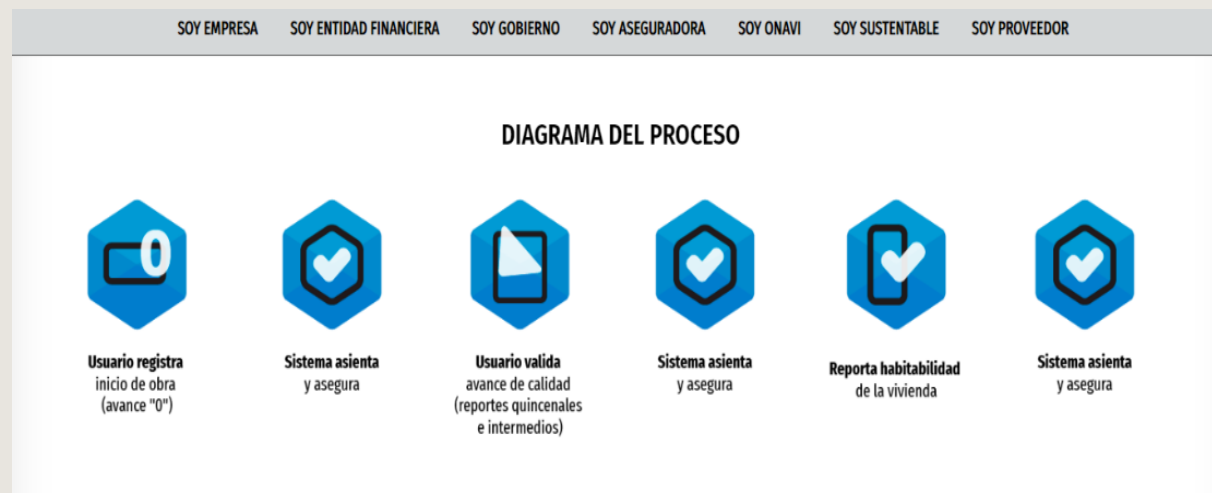 SOY EMPRESA SOY ENTIDAD FINANCIERA SOY GOBIERNO SOY ASEGURADORA SOY ONAVI SOY SUSTENTABLE SOY PROVEEDOR
DIAGRAMA DEL PROCESO
0
Usuario registra
inicio de obra
(avance "0")
Sistema asienta
y asegura
Usuario valida
avance de calidad
(reportes quincenales
e intermedios)
Sistema asienta
y asegura
Reporta habitabilidad
de la vivienda
Sistema asienta
y asegura